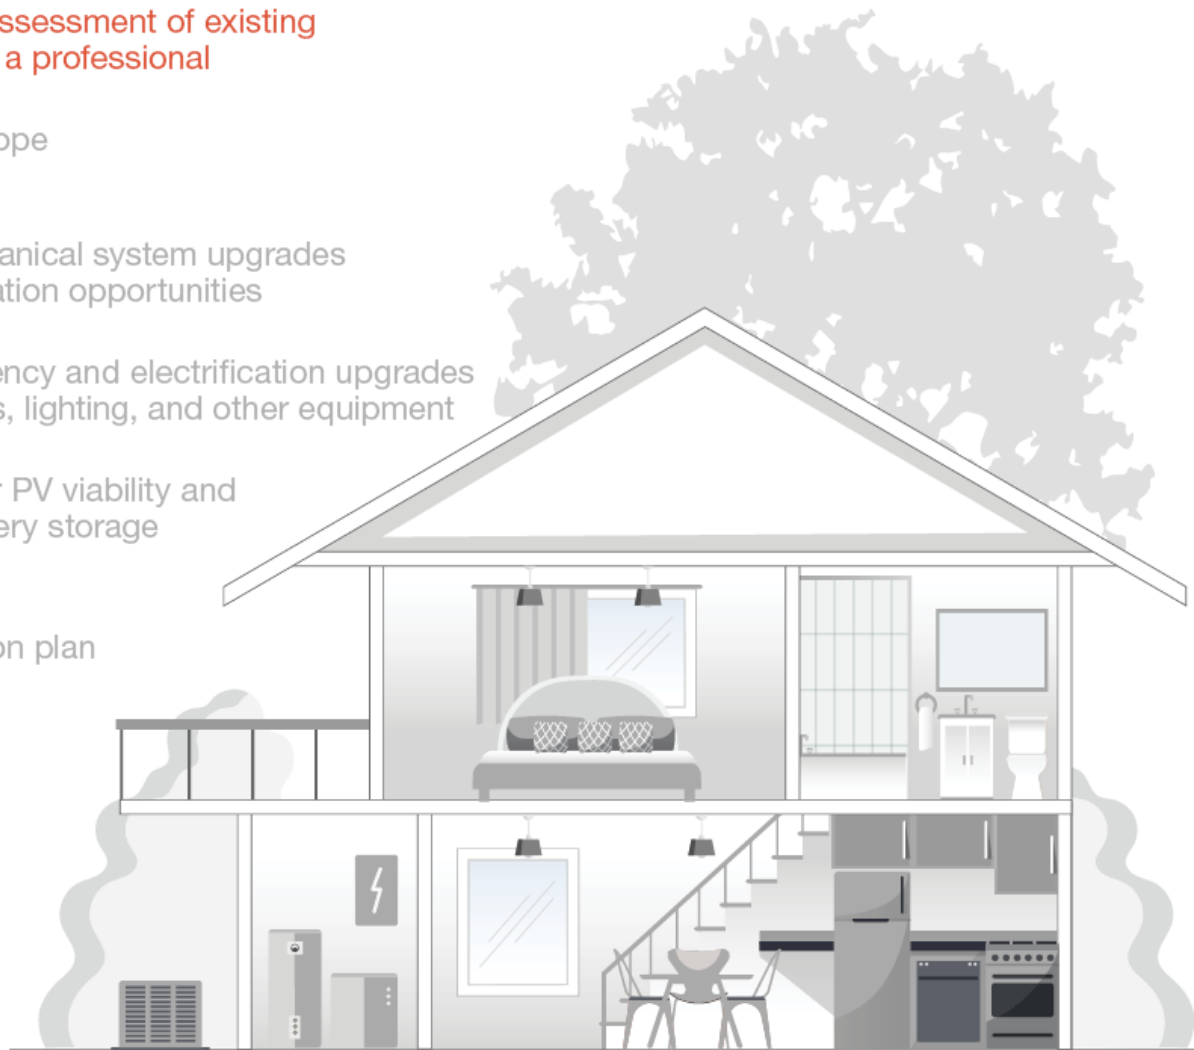 ssessment of existing
a professional
ope
anical system upgrades
ation opportunities
ency and electrification upgrades
s, lighting, and other equipment
r PV viability and
ery storage
on plan